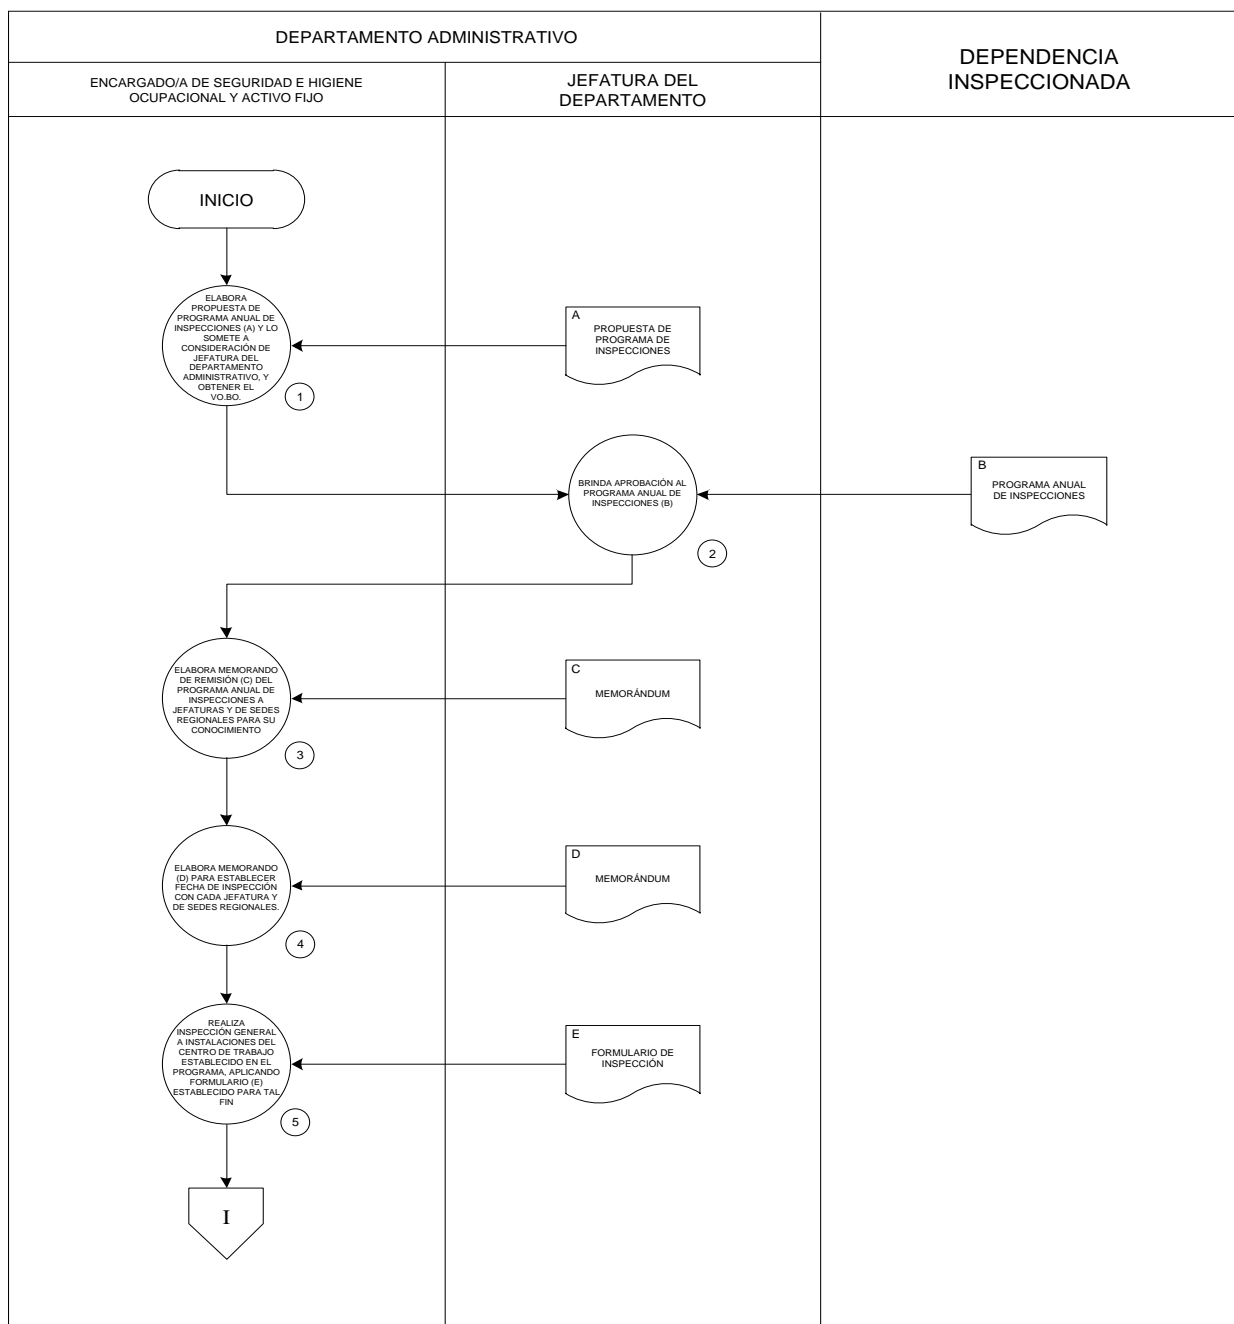 DEPARTAMENTO ADMINISTRATIVO
DEPENDENCIA
INSPECCIONADA
ENCARGADO/A DE SEGURIDAD E HIGIENE
OCUPACIONAL Y ACTIVO FIJO
JEFATURA DEL
DEPARTAMENTO
INICIO
ELABORA
PROPUESTA DE
PROGRAMA ANUAL DE
INSPECCIONES (A) Y LO
SOMETE A
CONSIDERACIÓN DE
JEFATURA DEL
DEPARTAMENTO
ADMINISTRATIVO, Y
OBTENER EL
VO.BO.
1
A
PROPUESTA DE
PROGRAMA DE
INSPECCIONES
BRINDA APROBACIÓN AL
PROGRAMA ANUAL DE
INSPECCIONES (B)
2
B
PROGRAMA ANUAL
DE INSPECCIONES
ELABORA MEMORANDO
DE REMISIÓN (C) DEL
PROGRAMA ANUAL DE
INSPECCIONES A
JEFATURAS Y DE SEDES
REGIONALES PARA SU
CONOCIMIENTO
3
C
MEMORÁNDUM
ELABORA MEMORANDO
(D) PARA ESTABLECER
FECHA DE INSPECCIÓN
CON CADA JEFATURA Y
DE SEDES REGIONALES.
4
D
MEMORÁNDUM
REALIZA
INSPECCIÓN GENERAL
A INSTALACIONES DEL
CENTRO DE TRABAJO
ESTABLECIDO EN EL
PROGRAMA, APLICANDO
FORMULARIO (E)
ESTABLECIDO PARA TAL
FIN
5
E
FORMULARIO DE
INSPECCIÓN
I